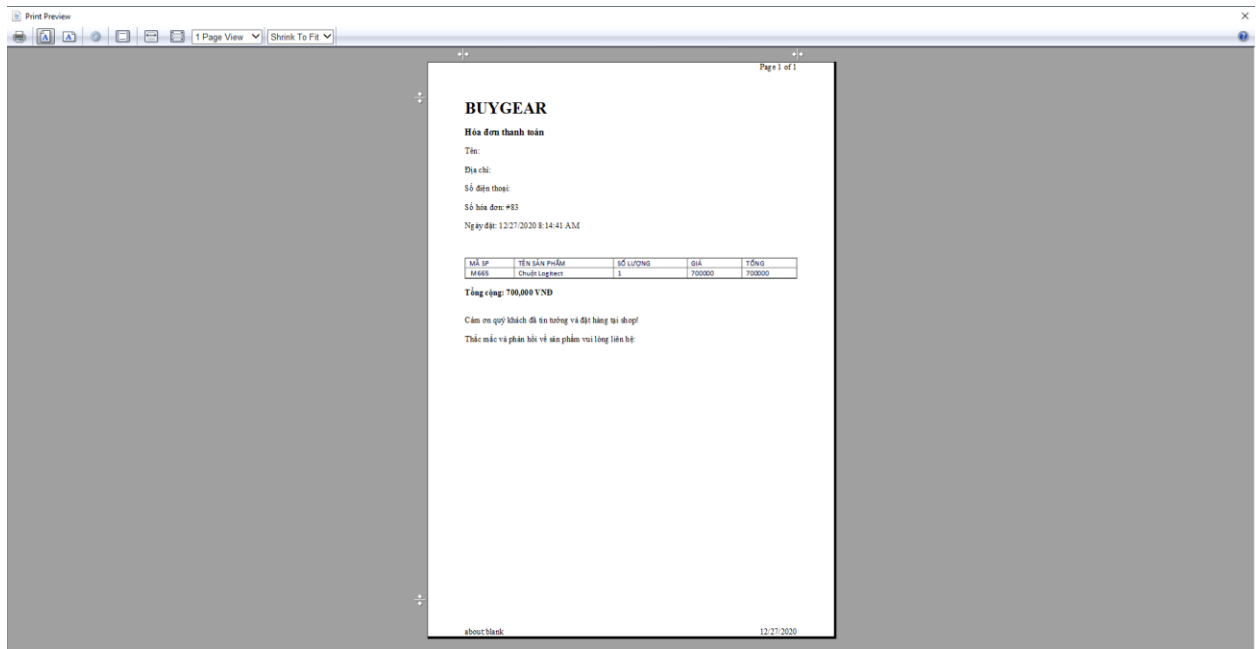 Print Preview
1 Page View Shrink To Fit
Page 1 of 1
BUYGEAR
Hóa đơn thanh toán
Tên:
Địa chỉ:
Số điện thoại:
Số hóa đơn: #83
Ngày đặt: 12/27/2020 8:14:41 AM
MÃ SP TÊN SẢN PHẨM SỐ LƯỢNG GIÁ TỔNG
M665 Chuột Logitect 1 700000 700000
Tổng cộng: 700,000 VNĐ
Cám ơn quý khách đã tin tưởng và đặt hàng tại shop!
Thắc mắc và phản hồi về sản phẩm vui lòng liên hệ:
about:blank 12/27/2020